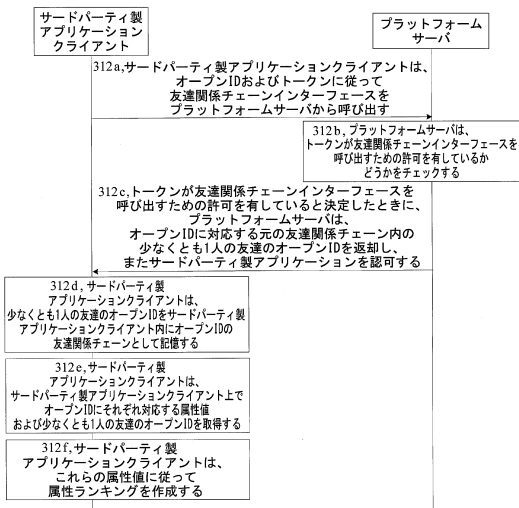 サードパーティ製
アプリケーション
クライアント
プラットフォーム
サーバ
312a,サードパーティ製アプリケーションクライアントは、
オープンIDおよびトークンに従って
友達関係チェーンインターフェースを
プラットフォームサーバから呼び出す
312b, プラットフォームサーバは、
トークンが友達関係チェーンインターフェースを
呼び出すための許可を有しているか
どうかをチェックする
312c,トークンが友達関係チェーンインターフェースを
呼び出すための許可を有していると決定したときに、
プラットフォームサーバは、
オープンIDに対応する元の友達関係チェーン内の
少なくとも1人の友達のオープンIDを返却し、
またサードパーティ製アプリケーションを認可する
312d, サードパーティ製
アプリケーションクライアントは、
少なくとも1人の友達のオープンIDをサードパーティ製
アプリケーションクライアント内にオープンIDの
友達関係チェーンとして記憶する
312e, サードパーティ製
アプリケーションクライアントは、
サードパーティ製アプリケーションクライアント上で
オープンIDにそれぞれ対応する属性値
および少なくとも1人の友達のオープンIDを取得する
312f, サードパーティ製
アプリケーションクライアントは、
これらの属性値に従って
属性ランキングを作成する